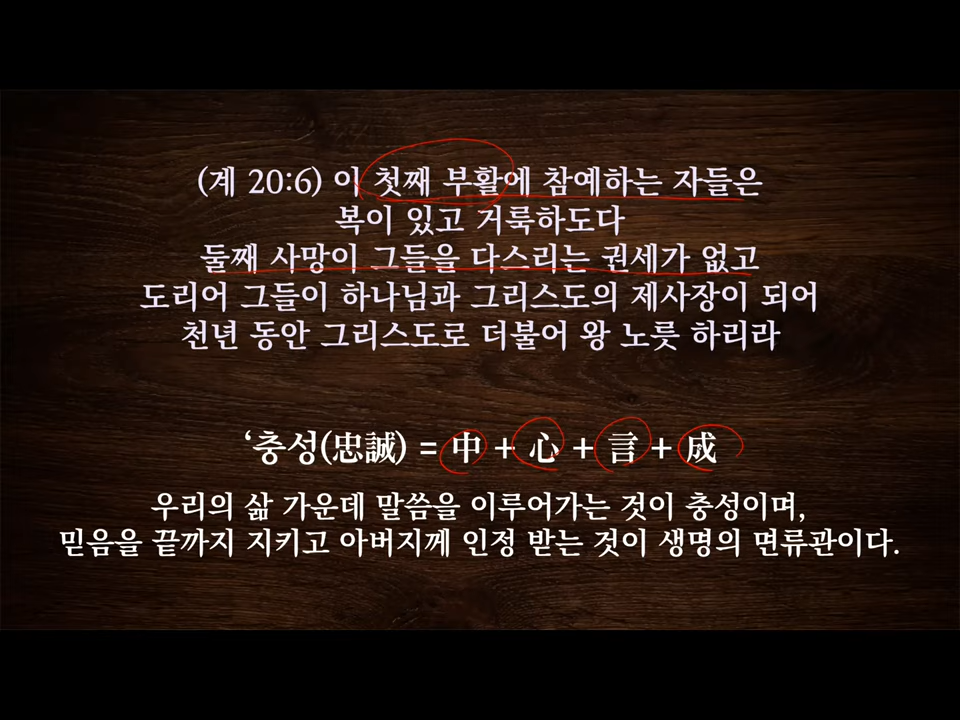 (계 20:6) 이 첫째 부활에 참예하는 자들은
복이 있고 거룩하도다
둘째 사망이 그들을 다스리는 권세가 없고
도리어 그들이 하나님과 그리스도의 제사장이 되어
천년 동안 그리스도로 더불어 왕 노릇 하리라
‘충성(忠誠) = 中 + 心 + 言 + 成
우리의 삶 가운데 말씀을 이루어가는 것이 충성이며,
믿음을 끝까지 지키고 아버지께 인정 받는 것이 생명의 면류관이다.